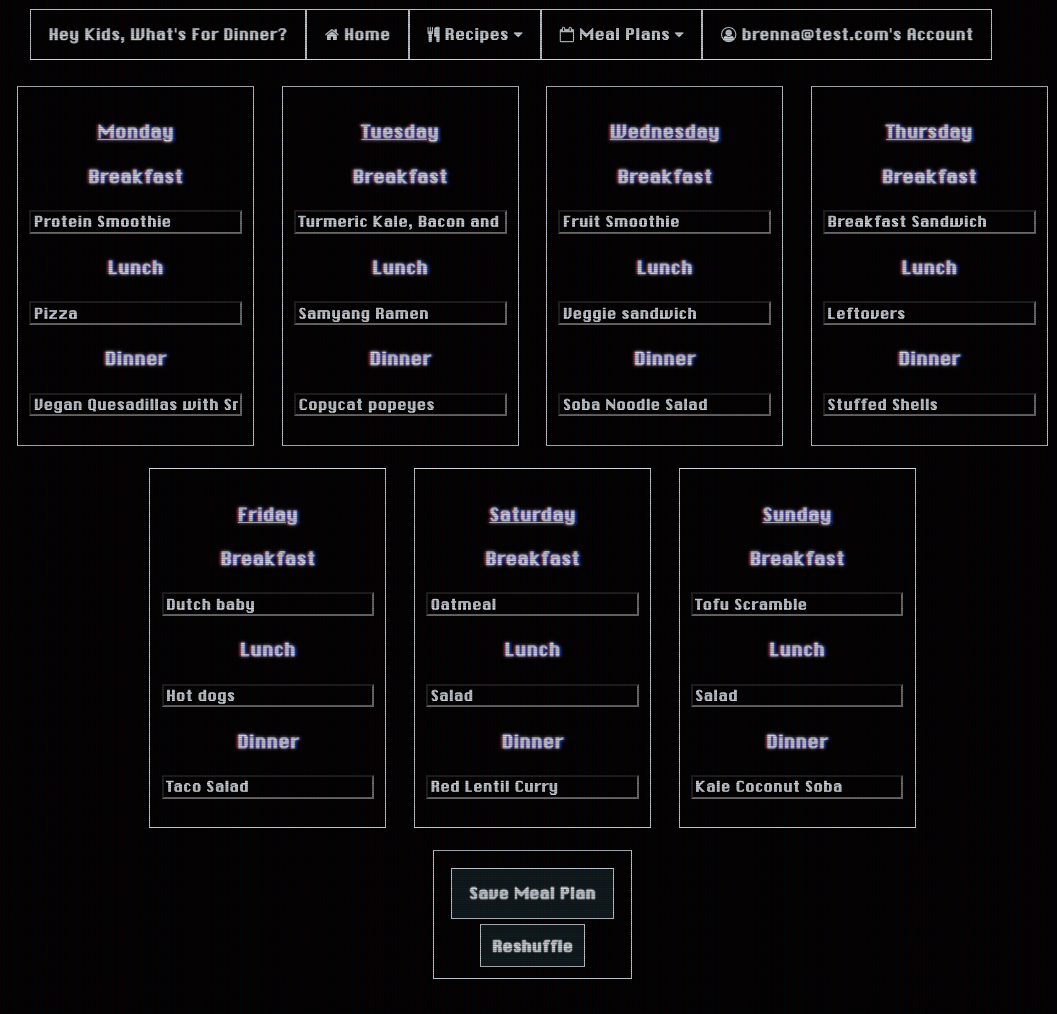 Hey Kids, What's For Dinner? Home Recipes Meal Plans brenna@test.com's Account
Monday
Breakfast
Protein Smoothie
Lunch
Pizza
Dinner
Vegan Quesadillas with Sr
Tuesday
Breakfast
Turmeric Kale, Bacon and
Lunch
Samyang Ramen
Dinner
Copycat popeyes
Wednesday
Breakfast
Fruit Smoothie
Lunch
Veggie sandwich
Dinner
Soba Noodle Salad
Thursday
Breakfast
Breakfast Sandwich
Lunch
Leftovers
Dinner
Stuffed Shells
Friday
Breakfast
Dutch baby
Lunch
Hot dogs
Dinner
Taco Salad
Saturday
Breakfast
Oatmeal
Lunch
Salad
Dinner
Red Lentil Curry
Sunday
Breakfast
Tofu Scramble
Lunch
Salad
Dinner
Kale Coconut Soba
Save Meal Plan
Reshuffle